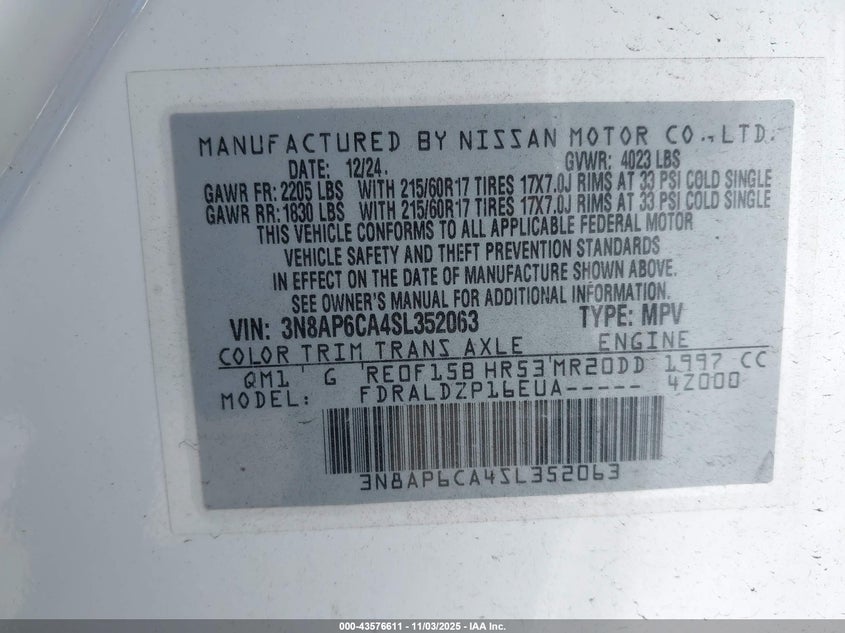 MANUFACTURED BY NISSAN MOTOR CO.,LTD.
DATE: 12/24. GVWR: 4023 LBS
GAWR FR: 2205 LBS WITH 215/60R17 TIRES 17X7.0J RIMS AT 33 PSI COLD SINGLE
GAWR RR: 1830 LBS WITH 215/60R17 TIRES 17X7.0J RIMS AT 33 PSI COLD SINGLE
THIS VEHICLE CONFORMS TO ALL APPLICABLE FEDERAL MOTOR
VEHICLE SAFETY AND THEFT PREVENTION STANDARDS
IN EFFECT ON THE DATE OF MANUFACTURE SHOWN ABOVE.
SEE OWNER'S MANUAL FOR ADDITIONAL INFORMATION.
VIN: 3N8AP6CA4SL352063 TYPE: MPV
COLOR TRIM TRANS AXLE ENGINE
QM1 G RE0F15B HR53 MR20DD 1997 CC
MODEL: FDRALDZP16EUA----- 4Z000
3N8AP6CA4SL352063
000-43576611 - 11/03/2025 - IAA Inc.